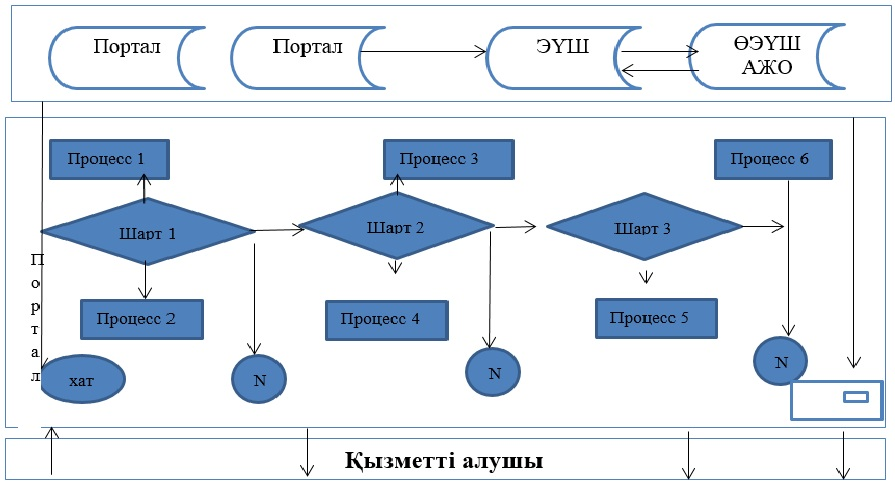 Портал
Портал
ЭҮШ
ӨЭҮШ
АЖО
Процесс 1
Процесс 3
Процесс 6
Шарт 1
Шарт 2
Шарт 3
Портал
Процесс 2
Процесс 4
Процесс 5
хат
N
N
N
Қызметті алушы